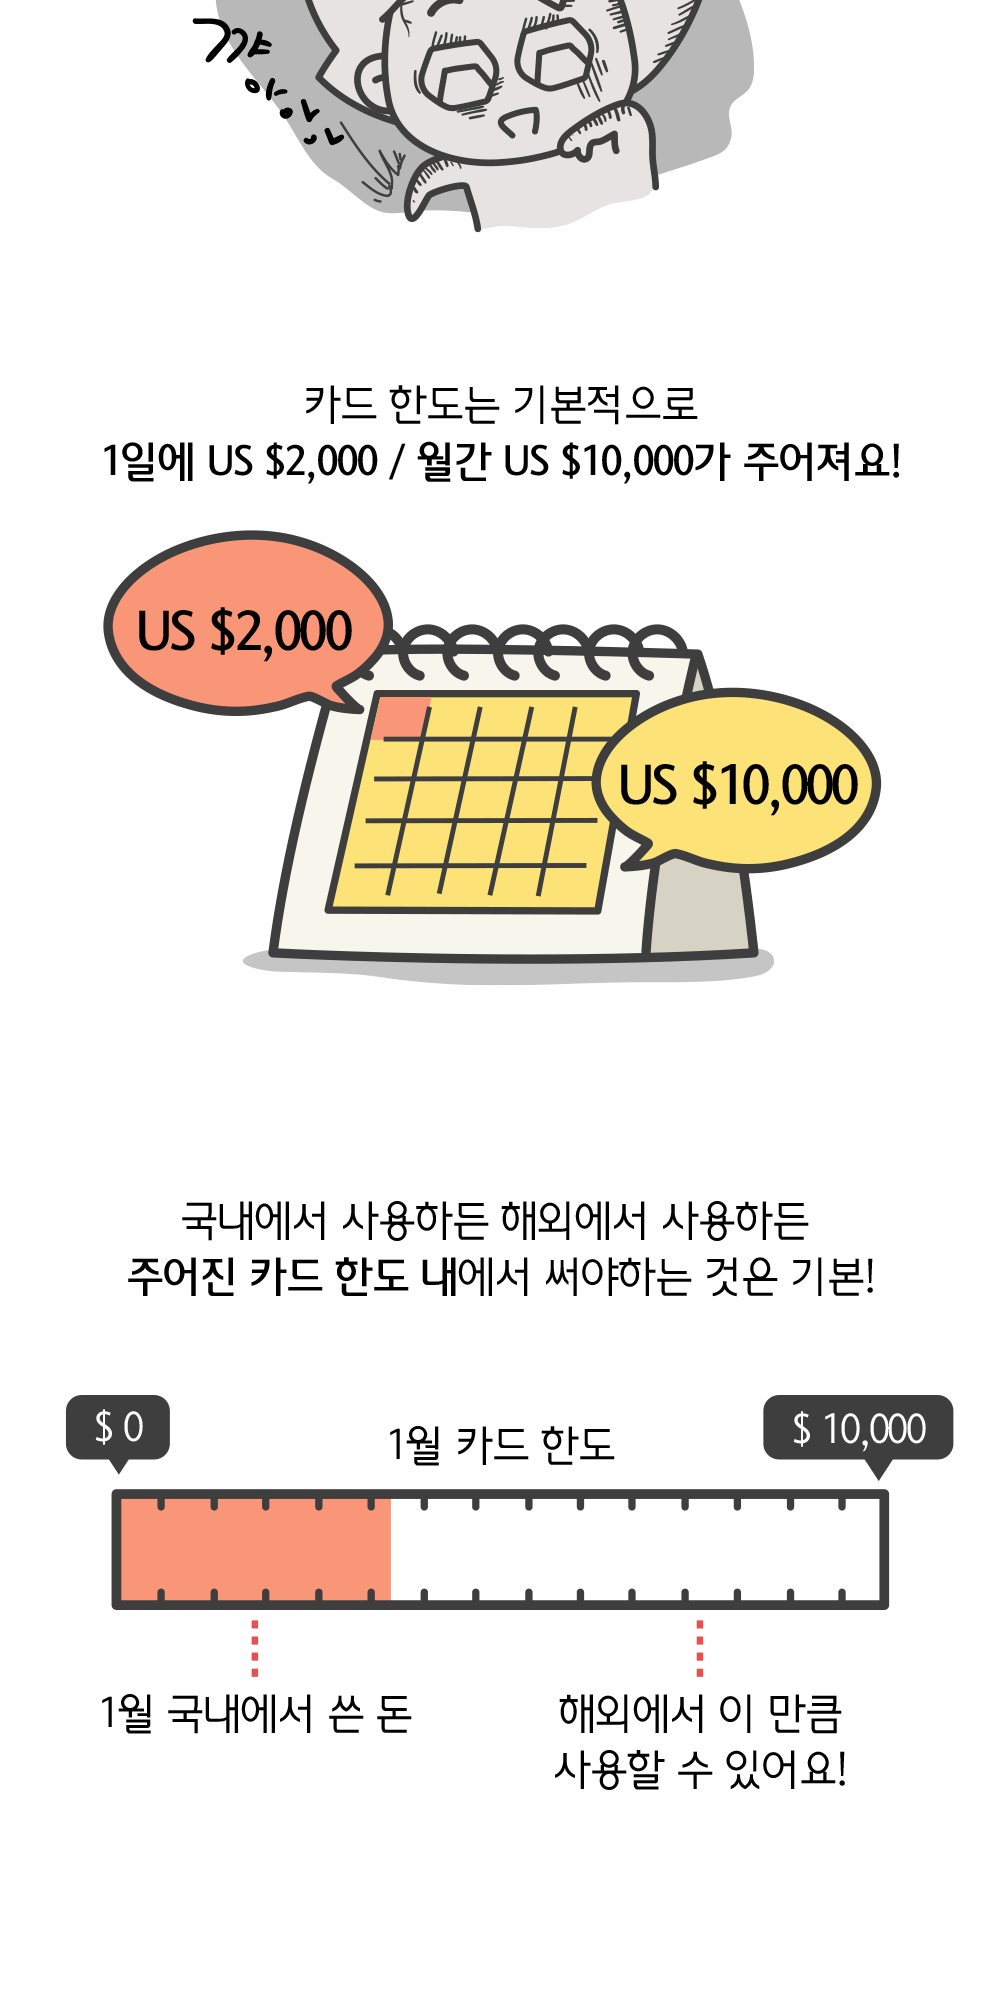 꺄
아ㅏㅏ
카드 한도는 기본적으로
1일에 US $2,000 / 월간 US $10,000가 주어져요!
US $2,000
US $10,000
국내에서 사용하든 해외에서 사용하든
주어진 카드 한도 내에서 써야하는 것은 기본!
$ 0
1월 카드 한도
$ 10,000
1월 국내에서 쓴 돈
해외에서 이 만큼
사용할 수 있어요!